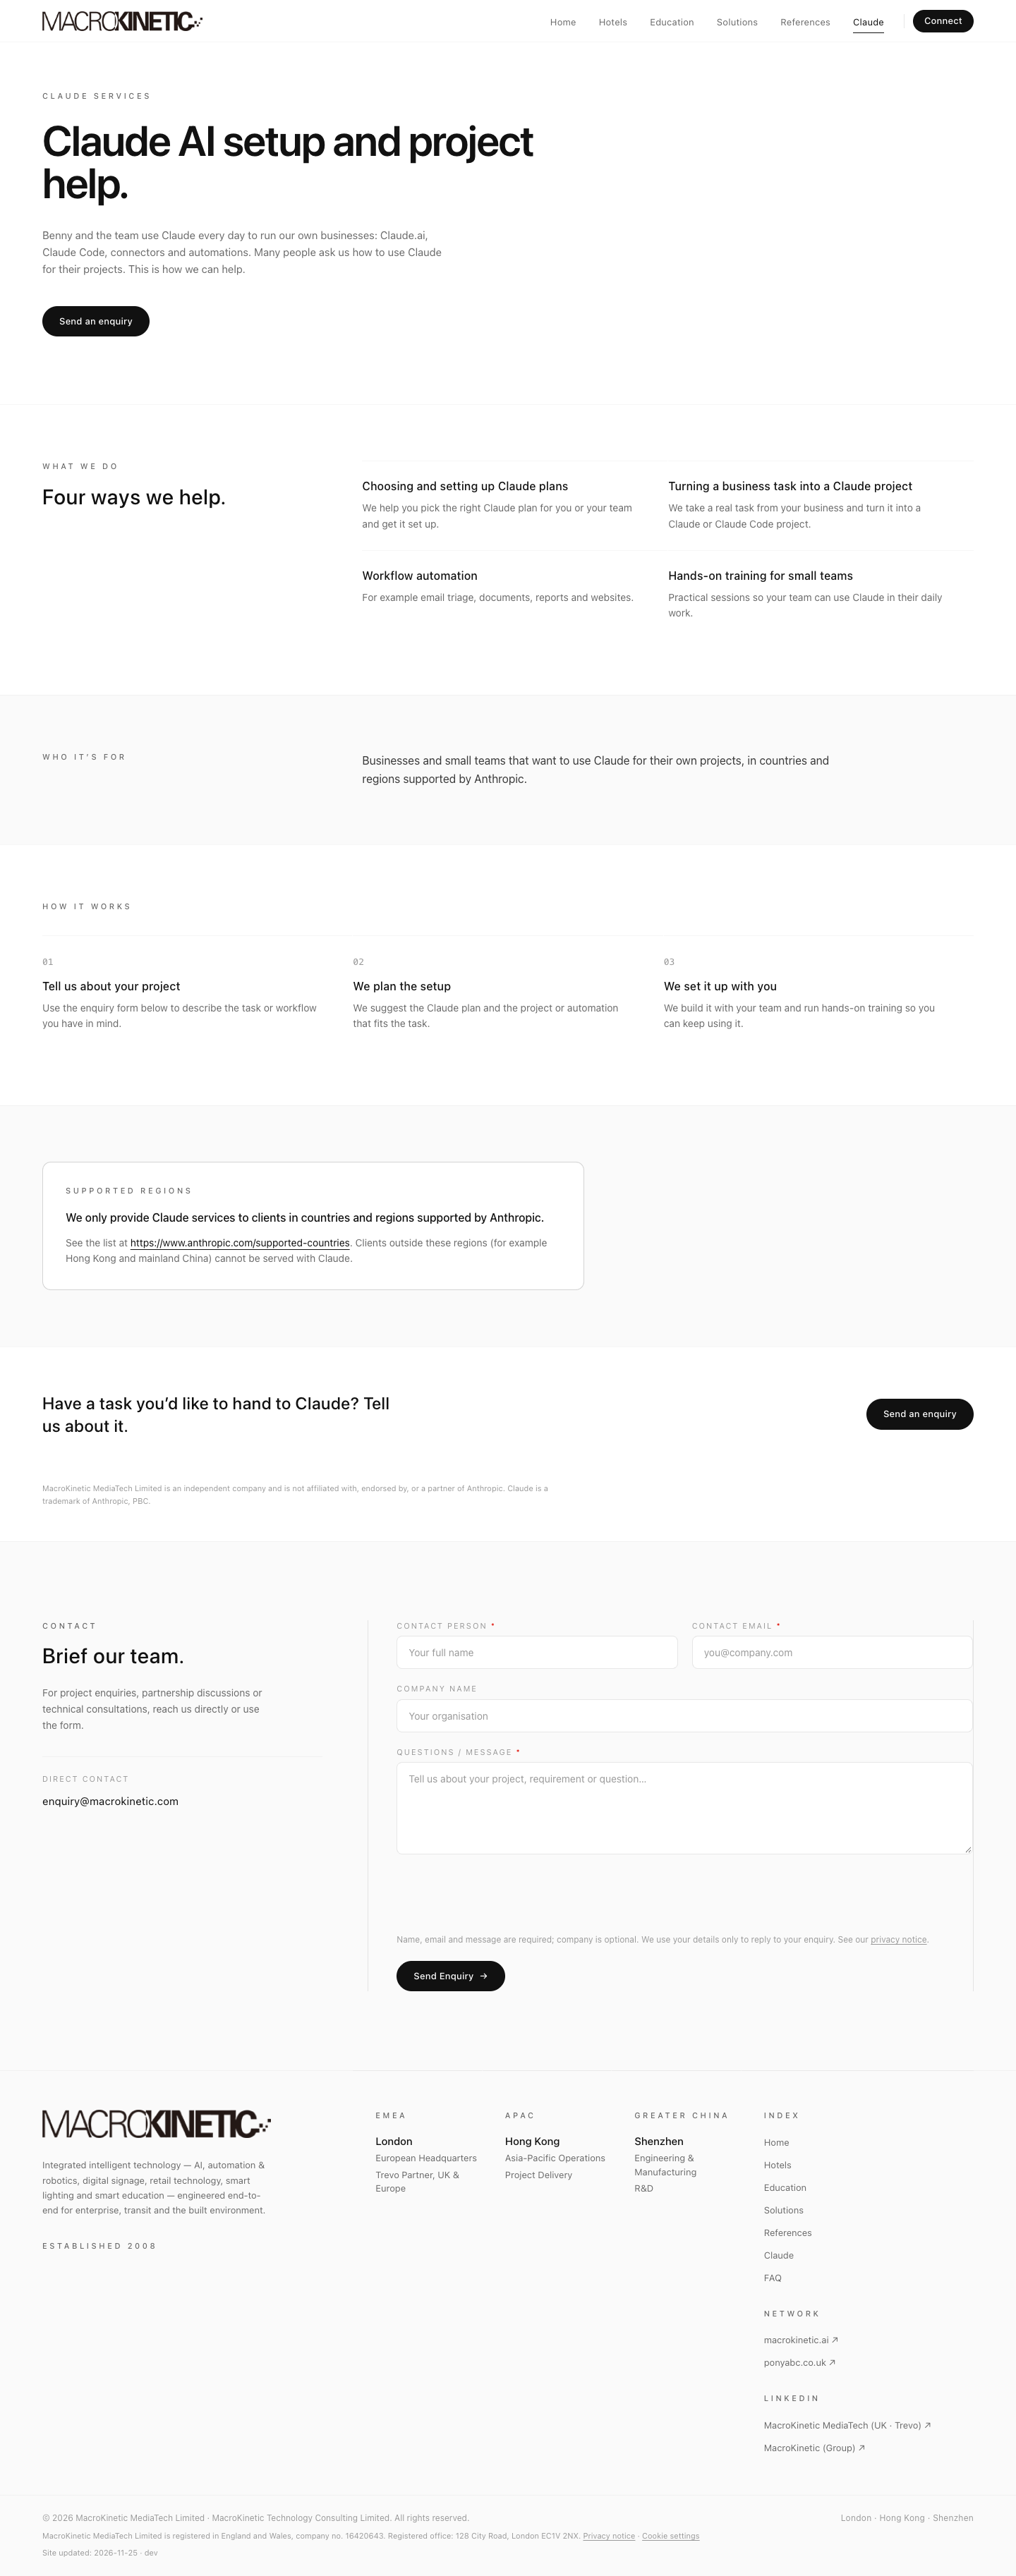 MACROKINETIC
Home Hotels Education Solutions References Claude Connect
CLAUDE SERVICES
Claude AI setup and project
help.
Benny and the team use Claude every day to run our own businesses: Claude.ai,
Claude Code, connectors and automations. Many people ask us how to use Claude
for their projects. This is how we can help.
Send an enquiry
WHAT WE DO
Four ways we help.
Choosing and setting up Claude plans
We help you pick the right Claude plan for you or your team
and get it set up.
Turning a business task into a Claude project
We take a real task from your business and turn it into a
Claude or Claude Code project.
Workflow automation
For example email triage, documents, reports and websites.
Hands-on training for small teams
Practical sessions so your team can use Claude in their daily
work.
WHO IT'S FOR
Businesses and small teams that want to use Claude for their own projects, in countries and
regions supported by Anthropic.
HOW IT WORKS
01
Tell us about your project
Use the enquiry form below to describe the task or workflow
you have in mind.
02
We plan the setup
We suggest the Claude plan and the project or automation
that fits the task.
03
We set it up with you
We build it with your team and run hands-on training so you
can keep using it.
SUPPORTED REGIONS
We only provide Claude services to clients in countries and regions supported by Anthropic.
See the list at https://www.anthropic.com/supported-countries. Clients outside these regions (for example
Hong Kong and mainland China) cannot be served with Claude.
Have a task you'd like to hand to Claude? Tell
us about it.
Send an enquiry
MacroKinetic MediaTech Limited is an independent company and is not affiliated with, endorsed by, or a partner of Anthropic. Claude is a
trademark of Anthropic, PBC.
CONTACT
Brief our team.
For project enquiries, partnership discussions or
technical consultations, reach us directly or use
the form.
DIRECT CONTACT
enquiry@macrokinetic.com
CONTACT PERSON *
Your full name
CONTACT EMAIL *
you@company.com
COMPANY NAME
Your organisation
QUESTIONS / MESSAGE *
Tell us about your project, requirement or question...
Name, email and message are required; company is optional. We use your details only to reply to your enquiry. See our privacy notice.
Send Enquiry →
MACROKINETIC
Integrated intelligent technology — AI, automation &
robotics, digital signage, retail technology, smart
lighting and smart education — engineered end-to-
end for enterprise, transit and the built environment.
ESTABLISHED 2008
EMEA
London
European Headquarters
Trevo Partner, UK &
Europe
APAC
Hong Kong
Asia-Pacific Operations
Project Delivery
GREATER CHINA
Shenzhen
Engineering &
Manufacturing
R&D
INDEX
Home
Hotels
Education
Solutions
References
Claude
FAQ
NETWORK
macrokinetic.ai ↗
ponyabc.co.uk ↗
LINKEDIN
MacroKinetic MediaTech (UK · Trevo) ↗
MacroKinetic (Group) ↗
© 2026 MacroKinetic MediaTech Limited · MacroKinetic Technology Consulting Limited. All rights reserved.
London · Hong Kong · Shenzhen
MacroKinetic MediaTech Limited is registered in England and Wales, company no. 16420643. Registered office: 128 City Road, London EC1V 2NX. Privacy notice · Cookie settings
Site updated: 2026-11-25 · dev